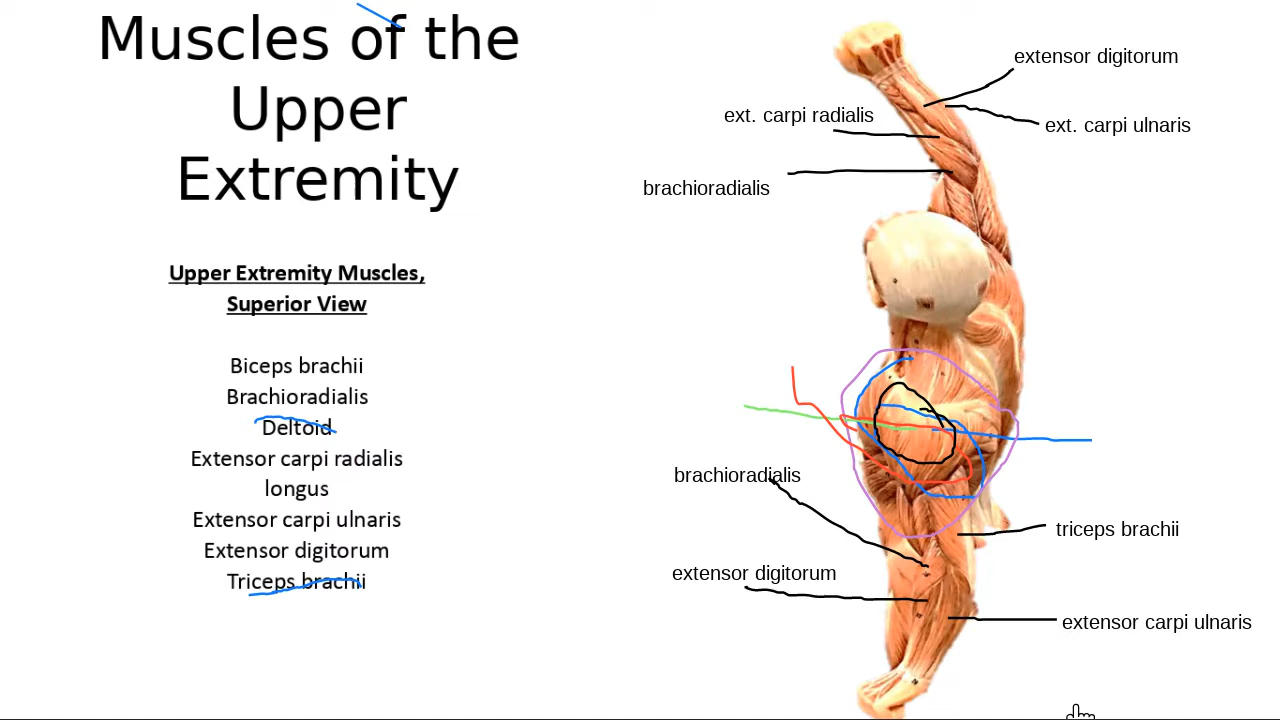 Muscles of the
Upper
Extremity
Upper Extremity Muscles,
Superior View
Biceps brachii
Brachioradialis
Deltoid
Extensor carpi radialis
longus
Extensor carpi ulnaris
Extensor digitorum
Triceps brachii
extensor digitorum
ext. carpi radialis
ext. carpi ulnaris
brachioradialis
brachioradialis
triceps brachii
extensor digitorum
extensor carpi ulnaris